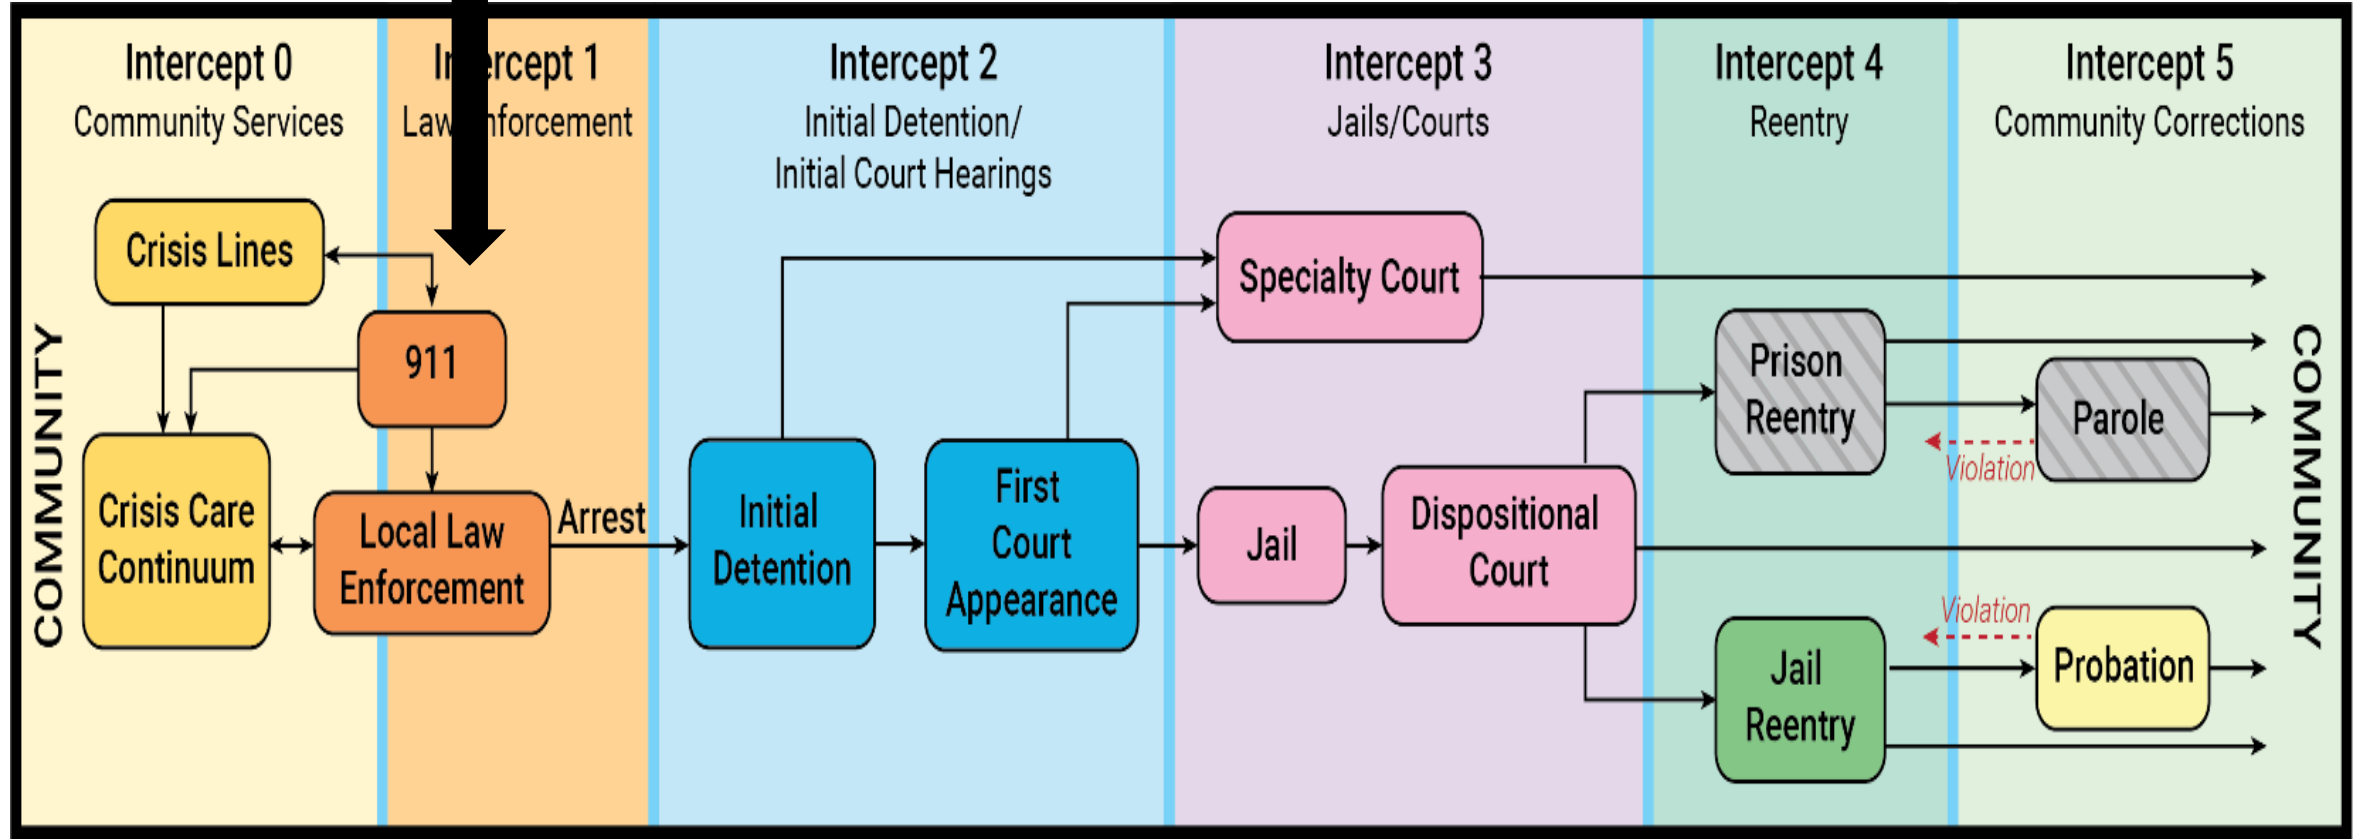 Intercept 0
Community Services
Intercept 1
Law Enforcement
Intercept 2
Initial Detention/
Initial Court Hearings
Intercept 3
Jails/Courts
Intercept 4
Reentry
Intercept 5
Community Corrections
COMMUNITY
Crisis Lines
911
Crisis Care
Continuum
Local Law
Enforcement
Arrest
Initial
Detention
First
Court
Appearance
Specialty Court
Jail
Dispositional
Court
Prison
Reentry
Parole
Violation
Jail
Reentry
Violation
Probation
COMMUNITY